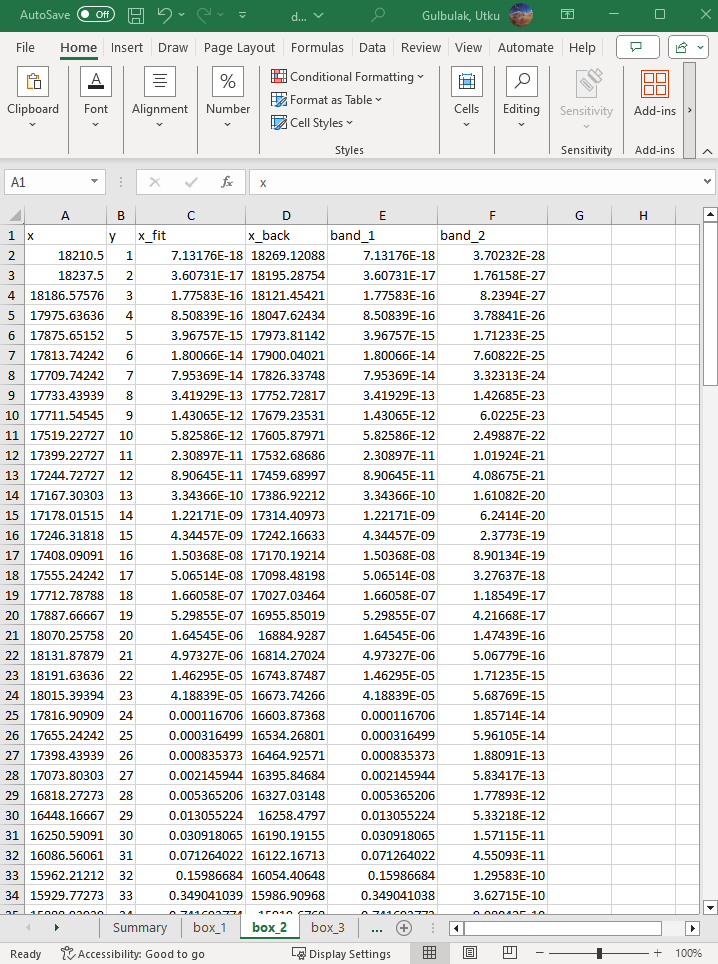 AutoSave Off d... Gulbulak, Utku
File Home Insert Draw Page Layout Formulas Data Review View Automate Help
Clipboard Font Alignment Number Conditional Formatting Format as Table Cell Styles Cells Editing Sensitivity Add-ins
Styles Sensitivity Add-ins
A1 fx x
A B C D E F G H
1 x y x_fit x_back band_1 band_2
2 18210.5 1 7.13176E-18 18269.12088 7.13176E-18 3.70232E-28
3 18237.5 2 3.60731E-17 18195.28754 3.60731E-17 1.76158E-27
4 18186.57576 3 1.77583E-16 18121.45421 1.77583E-16 8.2394E-27
5 17975.63636 4 8.50839E-16 18047.62434 8.50839E-16 3.78841E-26
6 17875.65152 5 3.96757E-15 17973.81142 3.96757E-15 1.71233E-25
7 17813.74242 6 1.80066E-14 17900.04021 1.80066E-14 7.60822E-25
8 17709.74242 7 7.95369E-14 17826.33748 7.95369E-14 3.32313E-24
9 17733.43939 8 3.41929E-13 17752.72817 3.41929E-13 1.42685E-23
10 17711.54545 9 1.43065E-12 17679.23531 1.43065E-12 6.0225E-23
11 17519.22727 10 5.82586E-12 17605.87971 5.82586E-12 2.49887E-22
12 17399.22727 11 2.30897E-11 17532.68686 2.30897E-11 1.01924E-21
13 17244.72727 12 8.90645E-11 17459.68997 8.90645E-11 4.08675E-21
14 17167.30303 13 3.34366E-10 17386.92212 3.34366E-10 1.61082E-20
15 17178.01515 14 1.22171E-09 17314.40973 1.22171E-09 6.2414E-20
16 17246.31818 15 4.34457E-09 17242.16633 4.34457E-09 2.3773E-19
17 17408.09091 16 1.50368E-08 17170.19214 1.50368E-08 8.90134E-19
18 17555.24242 17 5.06514E-08 17098.48198 5.06514E-08 3.27637E-18
19 17712.78788 18 1.66058E-07 17027.03464 1.66058E-07 1.18549E-17
20 17887.66667 19 5.29855E-07 16955.85019 5.29855E-07 4.21668E-17
21 18070.25758 20 1.64545E-06 16884.9287 1.64545E-06 1.47439E-16
22 18131.87879 21 4.97327E-06 16814.27024 4.97327E-06 5.06779E-16
23 18191.63636 22 1.46295E-05 16743.87487 1.46295E-05 1.71235E-15
24 18015.39394 23 4.18839E-05 16673.74266 4.18839E-05 5.68769E-15
25 17816.90909 24 0.000116706 16603.87368 0.000116706 1.85714E-14
26 17655.24242 25 0.000316499 16534.26801 0.000316499 5.96105E-14
27 17398.43939 26 0.000835373 16464.92571 0.000835373 1.88091E-13
28 17073.80303 27 0.002145944 16395.84684 0.002145944 5.83417E-13
29 16818.27273 28 0.005365206 16327.03148 0.005365206 1.77893E-12
30 16448.16667 29 0.013055224 16258.4797 0.013055224 5.33218E-12
31 16250.59091 30 0.030918065 16190.19155 0.030918065 1.57115E-11
32 16086.56061 31 0.071264022 16122.16713 0.071264022 4.55093E-11
33 15962.21212 32 0.15986684 16054.40648 0.15986684 1.29583E-10
34 15929.77273 33 0.349041039 15986.90968 0.349041038 3.62715E-10
Summary box_1 box_2 box_3 ...
Ready Accessibility: Good to go Display Settings 100%